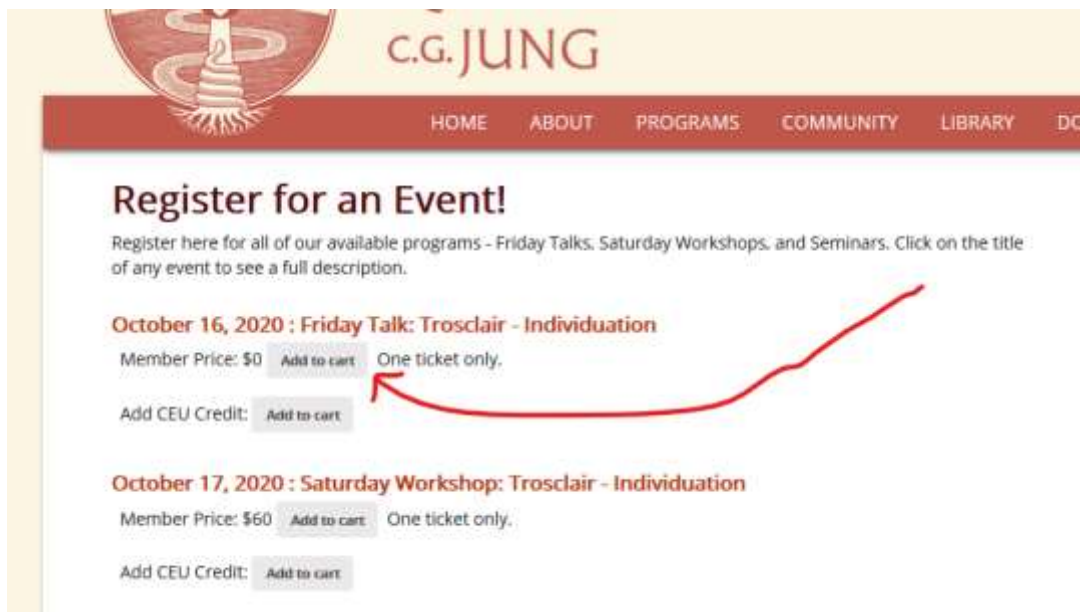 C.G. JUNG
HOME ABOUT PROGRAMS COMMUNITY LIBRARY
Register for an Event!
Register here for all of our available programs - Friday Talks, Saturday Workshops, and Seminars. Click on the title
of any event to see a full description.
October 16, 2020 : Friday Talk: Trosclair - Individuation
Member Price: $0 Add to cart One ticket only.
Add CEU Credit: Add to cart
October 17, 2020 : Saturday Workshop: Trosclair - Individuation
Member Price: $60 Add to cart One ticket only.
Add CEU Credit: Add to cart